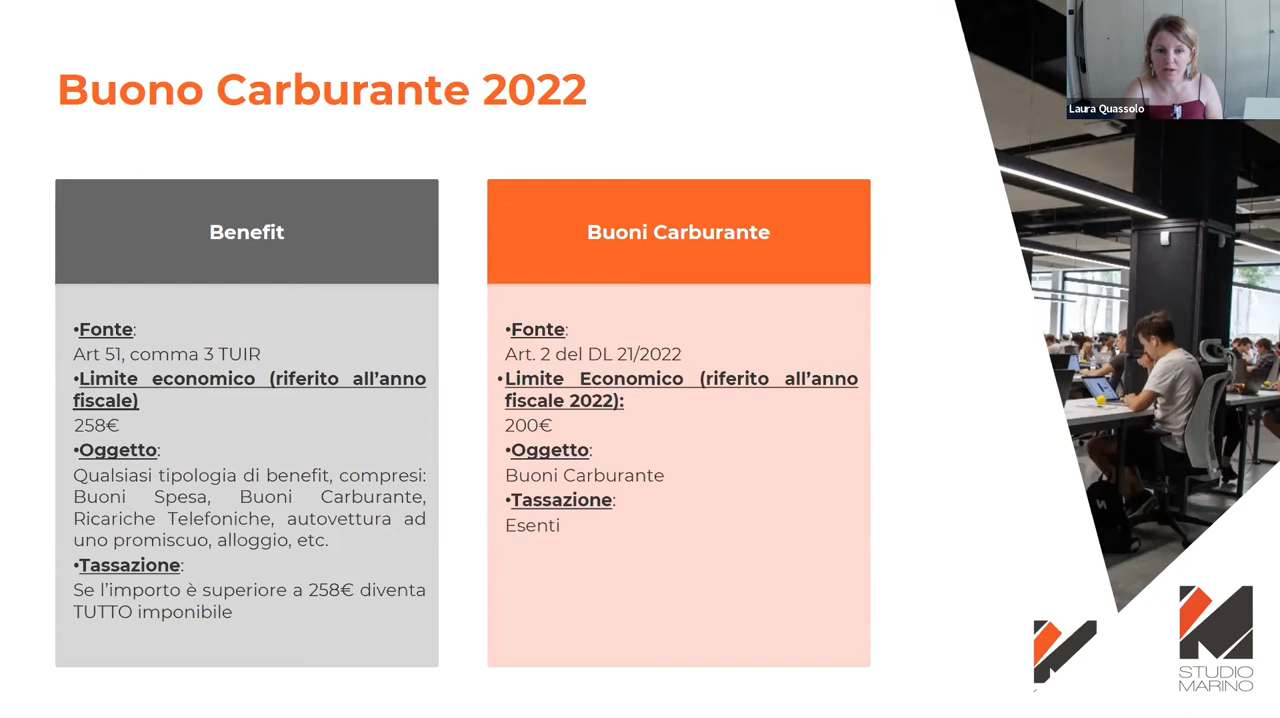 Buono Carburante 2022
Laura Quassolo
Benefit
•Fonte:
Art 51, comma 3 TUIR
•Limite economico (riferito all’anno
fiscale)
258€
•Oggetto:
Qualsiasi tipologia di benefit, compresi:
Buoni Spesa, Buoni Carburante,
Ricariche Telefoniche, autovettura ad
uno promiscuo, alloggio, etc.
•Tassazione:
Se l’importo è superiore a 258€ diventa
TUTTO imponibile
Buoni Carburante
•Fonte:
Art. 2 del DL 21/2022
•Limite Economico (riferito all’anno
fiscale 2022):
200€
•Oggetto:
Buoni Carburante
•Tassazione:
Esenti
STUDIO
MARINO